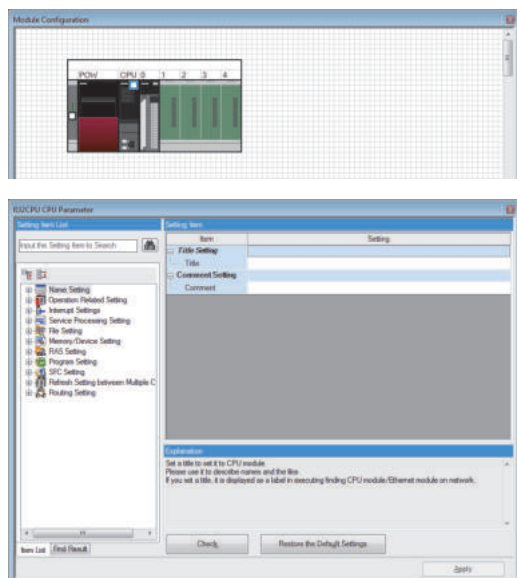 Module Configuration
POW CPU 0 1 2 3 4
R32CPU CPU Parameter
Setting Item List
Setting Item
Input the Setting Item to Search
Item Setting
Title Setting
Title
Comment Setting
Comment
Name Setting
Operation Related Setting
Interrupt Settings
Service Processing Setting
File Setting
Memory/Device Setting
RAS Setting
Program Setting
SFC Setting
Refresh Setting between Multiple C
Routing Setting
Explanation
Set a title to set it to CPU module.
Please use it to describe names and the like.
If you set a title, it is displayed as a label in executing finding CPU module/Ethernet module on network.
Item List Find Result
Check
Restore the Default Settings
Apply